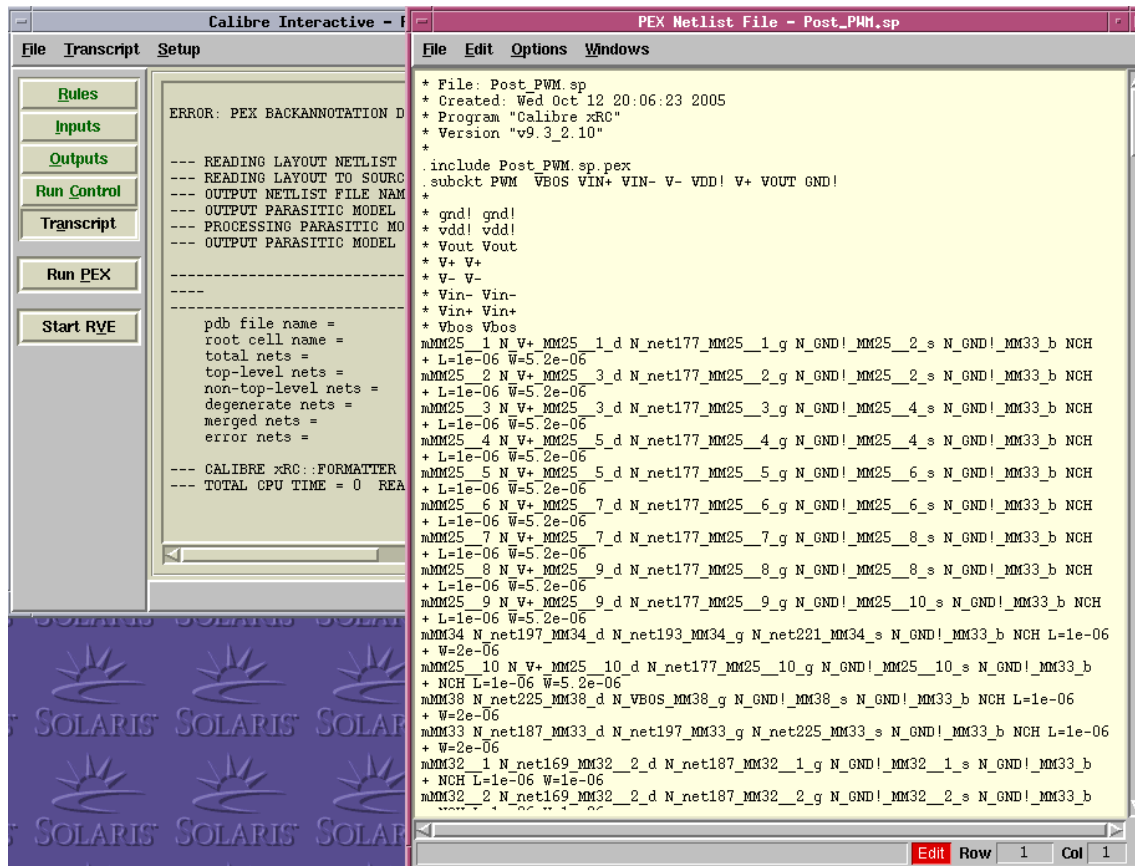 Calibre Interactive -
File Transcript Setup
Rules
Inputs
Outputs
Run Control
Transcript
Run PEX
Start RVE
ERROR: PEX BACKANNOTATION D
--- READING LAYOUT NETLIST
--- READING LAYOUT TO SOURC
--- OUTPUT NETLIST FILE NAM
--- OUTPUT PARASITIC MODEL
--- PROCESSING PARASITIC MO
--- OUTPUT PARASITIC MODEL
----
pdb file name =
root cell name =
total nets =
top-level nets =
non-top-level nets =
degenerate nets =
merged nets =
error nets =
--- CALIBRE xRC::FORMATTER
--- TOTAL CPU TIME = 0 REA
PEX Netlist File - Post_PWM.sp
File Edit Options Windows
* File: Post_PWM.sp
* Created: Wed Oct 12 20:06:23 2005
* Program "Calibre xRC"
* Version "v9.3_2.10"
*
.include Post_PWM.sp.pex
.subckt PWM VBOS VIN+ VIN- V- VDD! V+ VOUT GND!
*
* gnd! gnd!
* vdd! vdd!
* Vout Vout
* V+ V+
* V- V-
* Vin- Vin-
* Vin+ Vin+
* Vbos Vbos
mMM25__1 N_V+_MM25__1_d N_net177_MM25__1_g N_GND!_MM25__2_s N_GND!_MM33_b NCH
+ L=1e-06 W=5.2e-06
mMM25__2 N_V+_MM25__3_d N_net177_MM25__2_g N_GND!_MM25__2_s N_GND!_MM33_b NCH
+ L=1e-06 W=5.2e-06
mMM25__3 N_V+_MM25__3_d N_net177_MM25__3_g N_GND!_MM25__4_s N_GND!_MM33_b NCH
+ L=1e-06 W=5.2e-06
mMM25__4 N_V+_MM25__5_d N_net177_MM25__4_g N_GND!_MM25__4_s N_GND!_MM33_b NCH
+ L=1e-06 W=5.2e-06
mMM25__5 N_V+_MM25__5_d N_net177_MM25__5_g N_GND!_MM25__6_s N_GND!_MM33_b NCH
+ L=1e-06 W=5.2e-06
mMM25__6 N_V+_MM25__7_d N_net177_MM25__6_g N_GND!_MM25__6_s N_GND!_MM33_b NCH
+ L=1e-06 W=5.2e-06
mMM25__7 N_V+_MM25__7_d N_net177_MM25__7_g N_GND!_MM25__8_s N_GND!_MM33_b NCH
+ L=1e-06 W=5.2e-06
mMM25__8 N_V+_MM25__9_d N_net177_MM25__8_g N_GND!_MM25__8_s N_GND!_MM33_b NCH
+ L=1e-06 W=5.2e-06
mMM25__9 N_V+_MM25__9_d N_net177_MM25__9_g N_GND!_MM25__10_s N_GND!_MM33_b NCH
+ L=1e-06 W=5.2e-06
mMM34 N_net197_MM34_d N_net193_MM34_g N_net221_MM34_s N_GND!_MM33_b NCH L=1e-06
+ W=2e-06
mMM25__10 N_V+_MM25__10_d N_net177_MM25__10_g N_GND!_MM25__10_s N_GND!_MM33_b
+ NCH L=1e-06 W=5.2e-06
mMM38 N_net225_MM38_d N_VBOS_MM38_g N_GND!_MM38_s N_GND!_MM33_b NCH L=1e-06
+ W=2e-06
mMM33 N_net187_MM33_d N_net197_MM33_g N_net225_MM33_s N_GND!_MM33_b NCH L=1e-06
+ W=2e-06
mMM32__1 N_net169_MM32__2_d N_net187_MM32__1_g N_GND!_MM32__1_s N_GND!_MM33_b
+ NCH L=1e-06 W=1e-06
mMM32__2 N_net169_MM32__2_d N_net187_MM32__2_g N_GND!_MM32__2_s N_GND!_MM33_b
Edit Row 1 Col 1
SOLARIS SOLARIS SOLAR
SOLARIS SOLARIS SOLAR